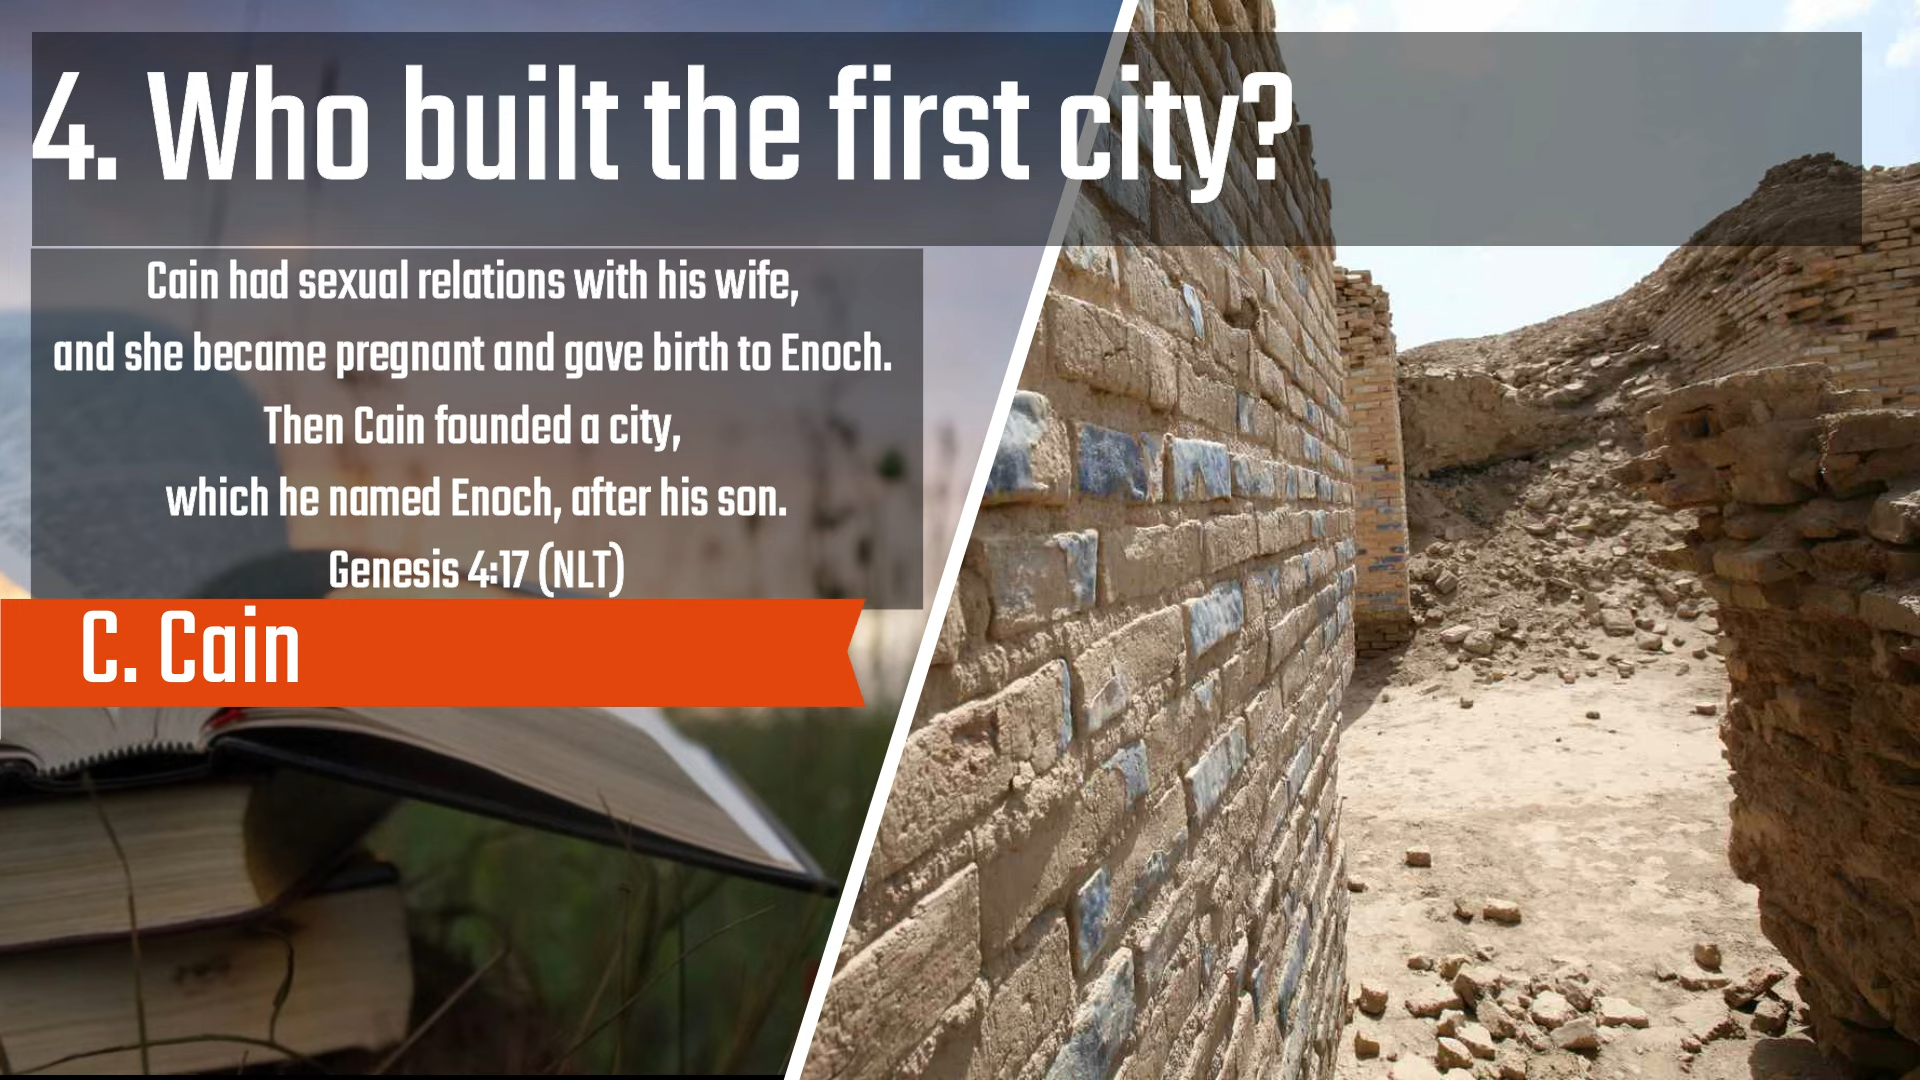 4. Who built the first city?
Cain had sexual relations with his wife,
and she became pregnant and gave birth to Enoch.
Then Cain founded a city,
which he named Enoch, after his son.
Genesis 4:17 (NLT)
C. Cain